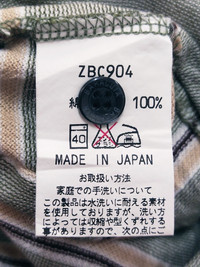 ZBC904
綿 100%
40
MADE IN JAPAN
お取扱い方法
家庭での手洗いについて
この製品は水洗いに耐える素材
を使用しておりますが、洗い方
によっては収縮や型くずれする
事がありますので、次の点にご